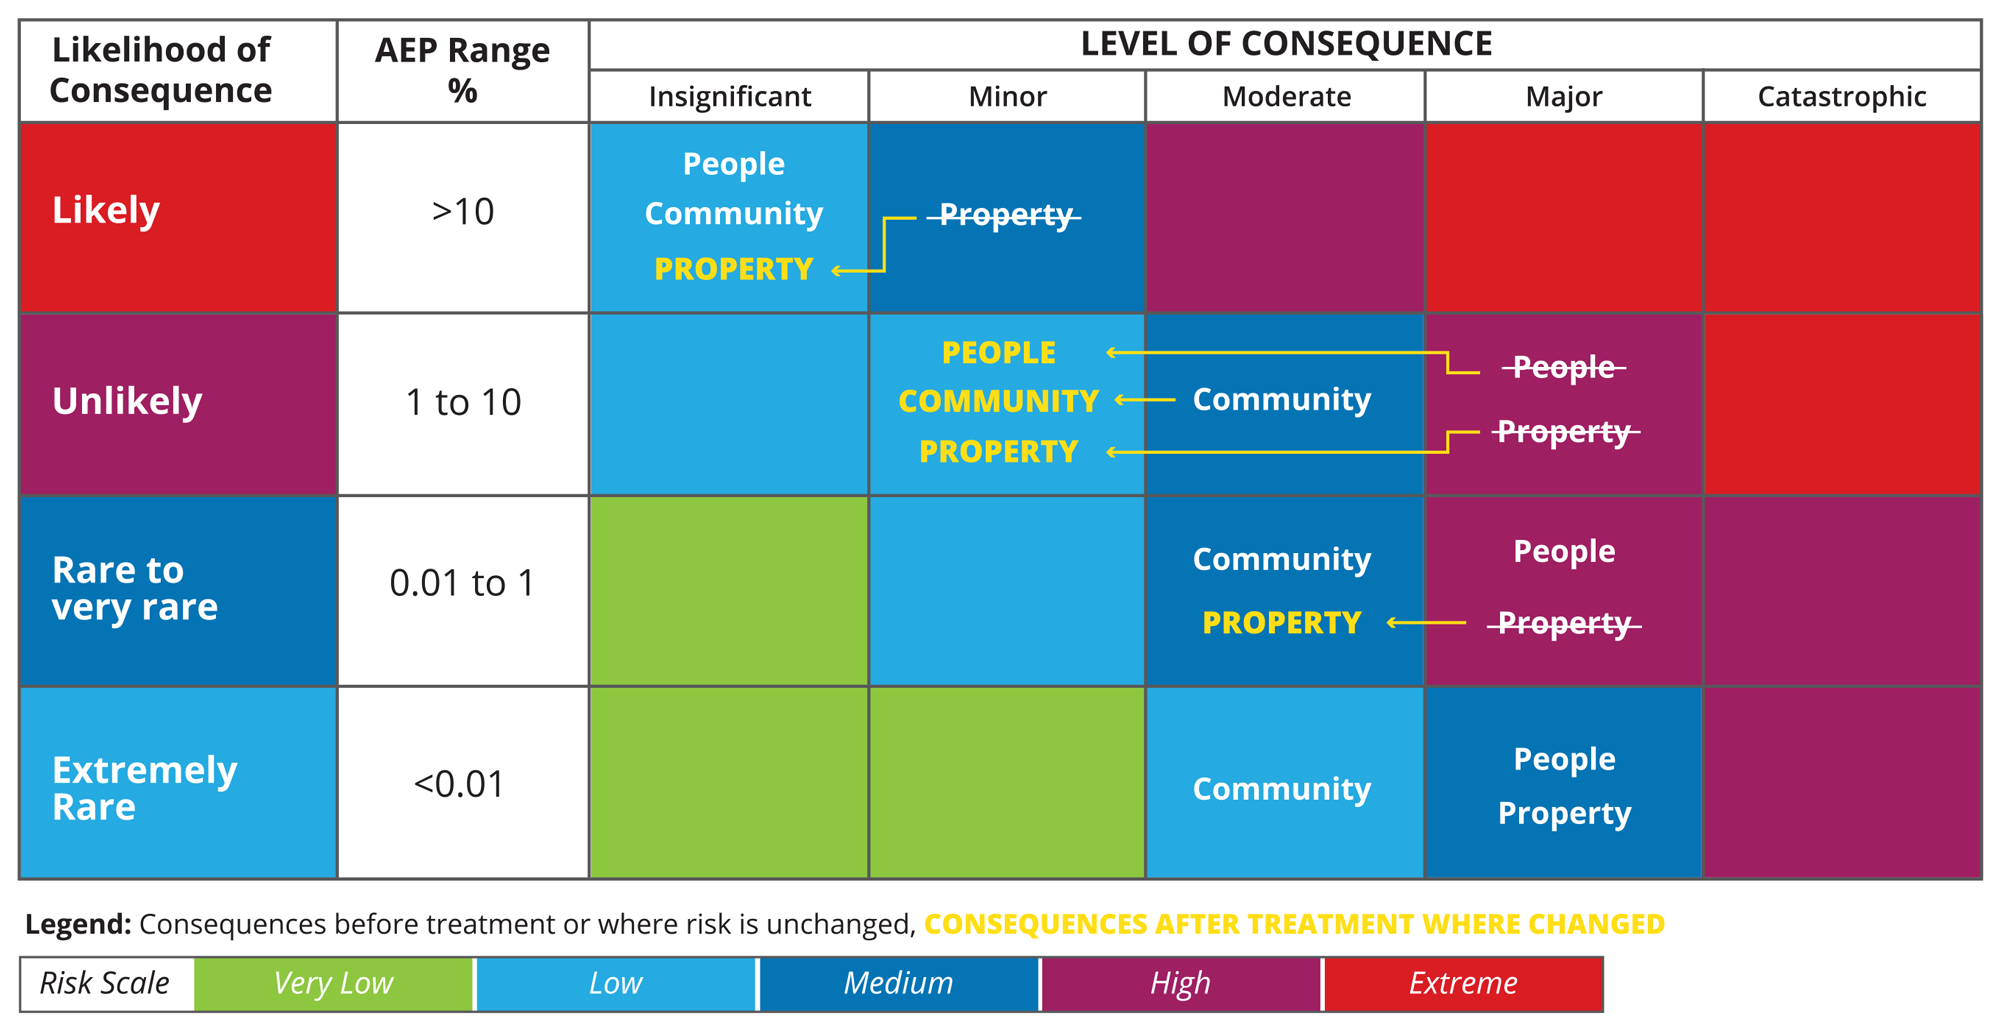 Likelihood of
Consequence
AEP Range
%
LEVEL OF CONSEQUENCE
Insignificant
Minor
Moderate
Major
Catastrophic
Likely
>10
People
Community
PROPERTY
Property
Unlikely
1 to 10
PEOPLE
COMMUNITY
PROPERTY
Community
People
Property
Rare to
very rare
0.01 to 1
Community
PROPERTY
People
Property
Extremely
Rare
<0.01
Community
People
Property
Legend: Consequences before treatment or where risk is unchanged, CONSEQUENCES AFTER TREATMENT WHERE CHANGED
Risk Scale
Very Low
Low
Medium
High
Extreme